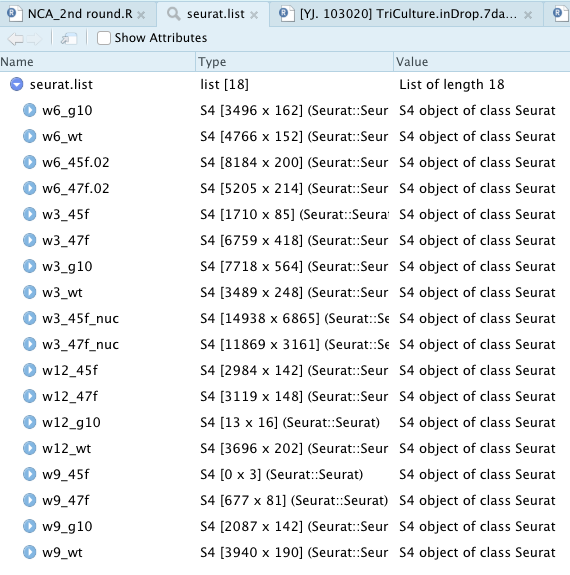 NCA_2nd round.R × seurat.list × [YJ. 103020] TriCulture.inDrop.7da... ×
Show Attributes
Name Type Value
seurat.list list [18] List of length 18
w6_g10 S4 [3496 x 162] (Seurat::Seur S4 object of class Seurat
w6_wt S4 [4766 x 152] (Seurat::Seur S4 object of class Seurat
w6_45f.02 S4 [8184 x 200] (Seurat::Seur S4 object of class Seurat
w6_47f.02 S4 [5205 x 214] (Seurat::Seur S4 object of class Seurat
w3_45f S4 [1710 x 85] (Seurat::Seurat S4 object of class Seurat
w3_47f S4 [6759 x 418] (Seurat::Seur S4 object of class Seurat
w3_g10 S4 [7718 x 564] (Seurat::Seur S4 object of class Seurat
w3_wt S4 [3489 x 248] (Seurat::Seur S4 object of class Seurat
w3_45f_nuc S4 [14938 x 6865] (Seurat::Se S4 object of class Seurat
w3_47f_nuc S4 [11869 x 3161] (Seurat::Se S4 object of class Seurat
w12_45f S4 [2984 x 142] (Seurat::Seur S4 object of class Seurat
w12_47f S4 [3119 x 148] (Seurat::Seur S4 object of class Seurat
w12_g10 S4 [13 x 16] (Seurat::Seurat) S4 object of class Seurat
w12_wt S4 [3696 x 202] (Seurat::Seur S4 object of class Seurat
w9_45f S4 [0 x 3] (Seurat::Seurat) S4 object of class Seurat
w9_47f S4 [677 x 81] (Seurat::Seurat) S4 object of class Seurat
w9_g10 S4 [2087 x 142] (Seurat::Seur S4 object of class Seurat
w9_wt S4 [3940 x 190] (Seurat::Seur S4 object of class Seurat